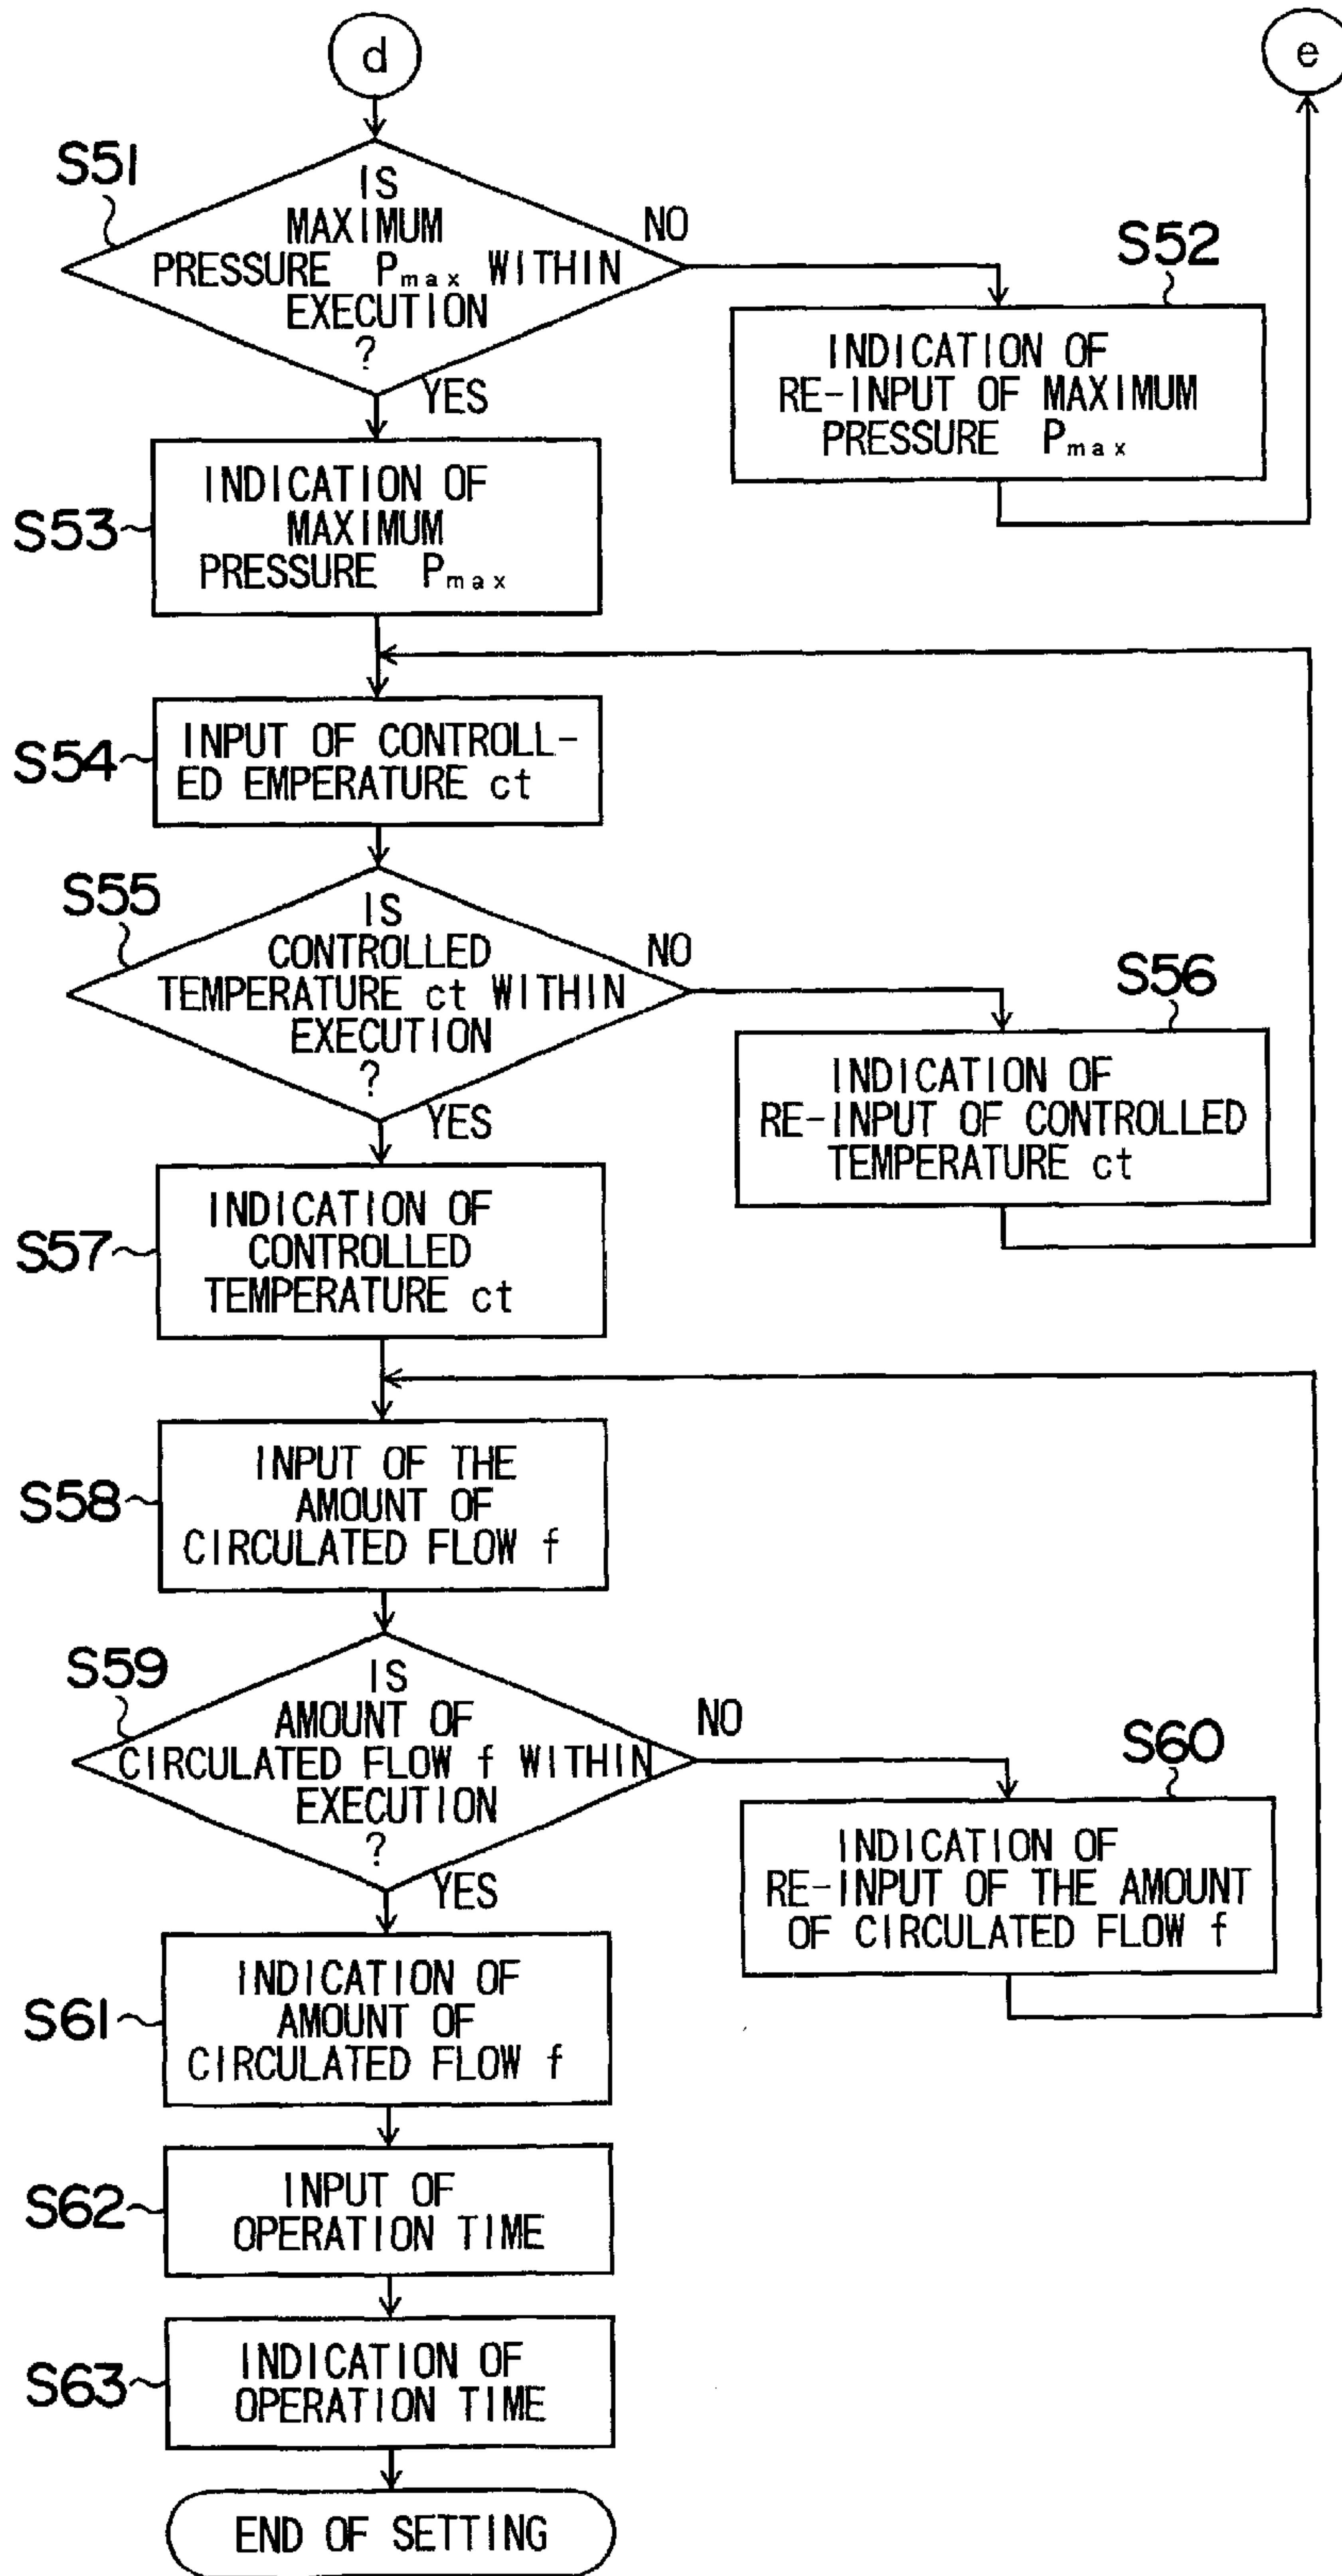 d
e
S51
IS
MAXIMUM
PRESSURE Pmax WITHIN
EXECUTION
?
NO
YES
S52
INDICATION OF
RE-INPUT OF MAXIMUM
PRESSURE Pmax
S53
INDICATION OF
MAXIMUM
PRESSURE Pmax
S54
INPUT OF CONTROLL-
ED EMPERATURE ct
S55
IS
CONTROLLED
TEMPERATURE ct WITHIN
EXECUTION
?
NO
YES
S56
INDICATION OF
RE-INPUT OF CONTROLLED
TEMPERATURE ct
S57
INDICATION OF
CONTROLLED
TEMPERATURE ct
S58
INPUT OF THE
AMOUNT OF
CIRCULATED FLOW f
S59
IS
AMOUNT OF
CIRCULATED FLOW f WITHIN
EXECUTION
?
NO
YES
S60
INDICATION OF
RE-INPUT OF THE AMOUNT
OF CIRCULATED FLOW f
S61
INDICATION OF
AMOUNT OF
CIRCULATED FLOW f
S62
INPUT OF
OPERATION TIME
S63
INDICATION OF
OPERATION TIME
END OF SETTING